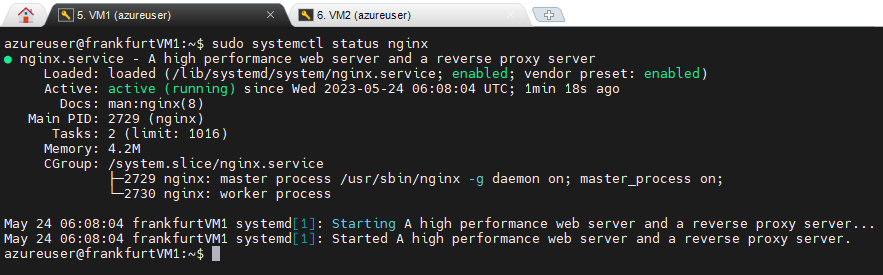 5. VM1 (azureuser)
6. VM2 (azureuser)
azureuser@frankfurtVM1:~$ sudo systemctl status nginx
● nginx.service - A high performance web server and a reverse proxy server
     Loaded: loaded (/lib/systemd/system/nginx.service; enabled; vendor preset: enabled)
     Active: active (running) since Wed 2023-05-24 06:08:04 UTC; 1min 18s ago
       Docs: man:nginx(8)
   Main PID: 2729 (nginx)
      Tasks: 2 (limit: 1016)
     Memory: 4.2M
     CGroup: /system.slice/nginx.service
             ├─2729 nginx: master process /usr/sbin/nginx -g daemon on; master_process on;
             └─2730 nginx: worker process
May 24 06:08:04 frankfurtVM1 systemd[1]: Starting A high performance web server and a reverse proxy server...
May 24 06:08:04 frankfurtVM1 systemd[1]: Started A high performance web server and a reverse proxy server.
azureuser@frankfurtVM1:~$